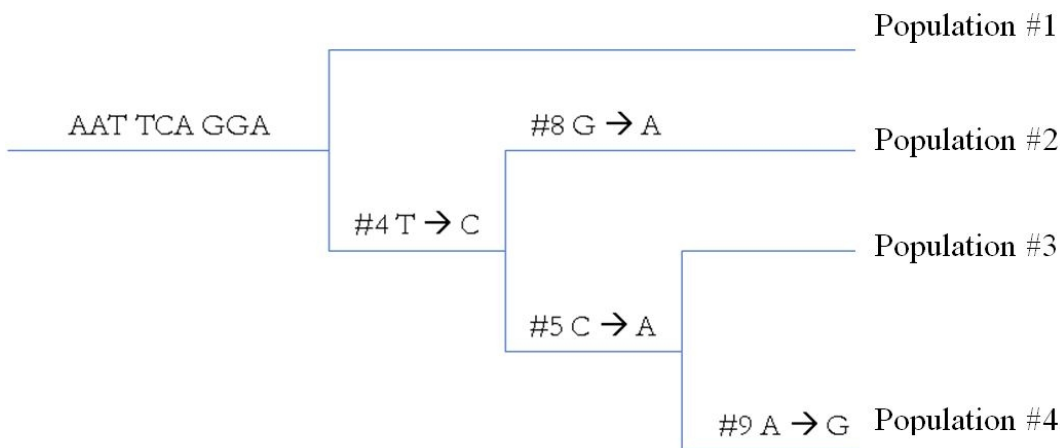 Population #1
AAT TCA GGA
#8 G → A
Population #2
#4 T → C
Population #3
#5 C → A
#9 A → G
Population #4